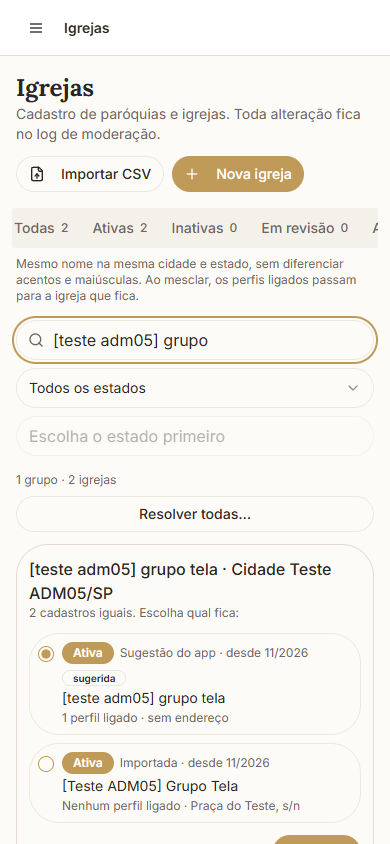 Igrejas
Igrejas
Cadastro de paróquias e igrejas. Toda alteração fica
no log de moderação.
Importar CSV
Nova igreja
Todas 2 Ativas 2 Inativas 0 Em revisão 0
Mesmo nome na mesma cidade e estado, sem diferenciar
acentos e maiúsculas. Ao mesclar, os perfis ligados passam
para a igreja que fica.
[teste adm05] grupo
Todos os estados
Escolha o estado primeiro
1 grupo · 2 igrejas
Resolver todas...
[teste adm05] grupo tela · Cidade Teste
ADM05/SP
2 cadastros iguais. Escolha qual fica:
Ativa Sugestão do app · desde 11/2026
sugerida
[teste adm05] grupo tela
1 perfil ligado · sem endereço
Ativa Importada · desde 11/2026
[Teste ADM05] Grupo Tela
Nenhum perfil ligado · Praça do Teste, s/n